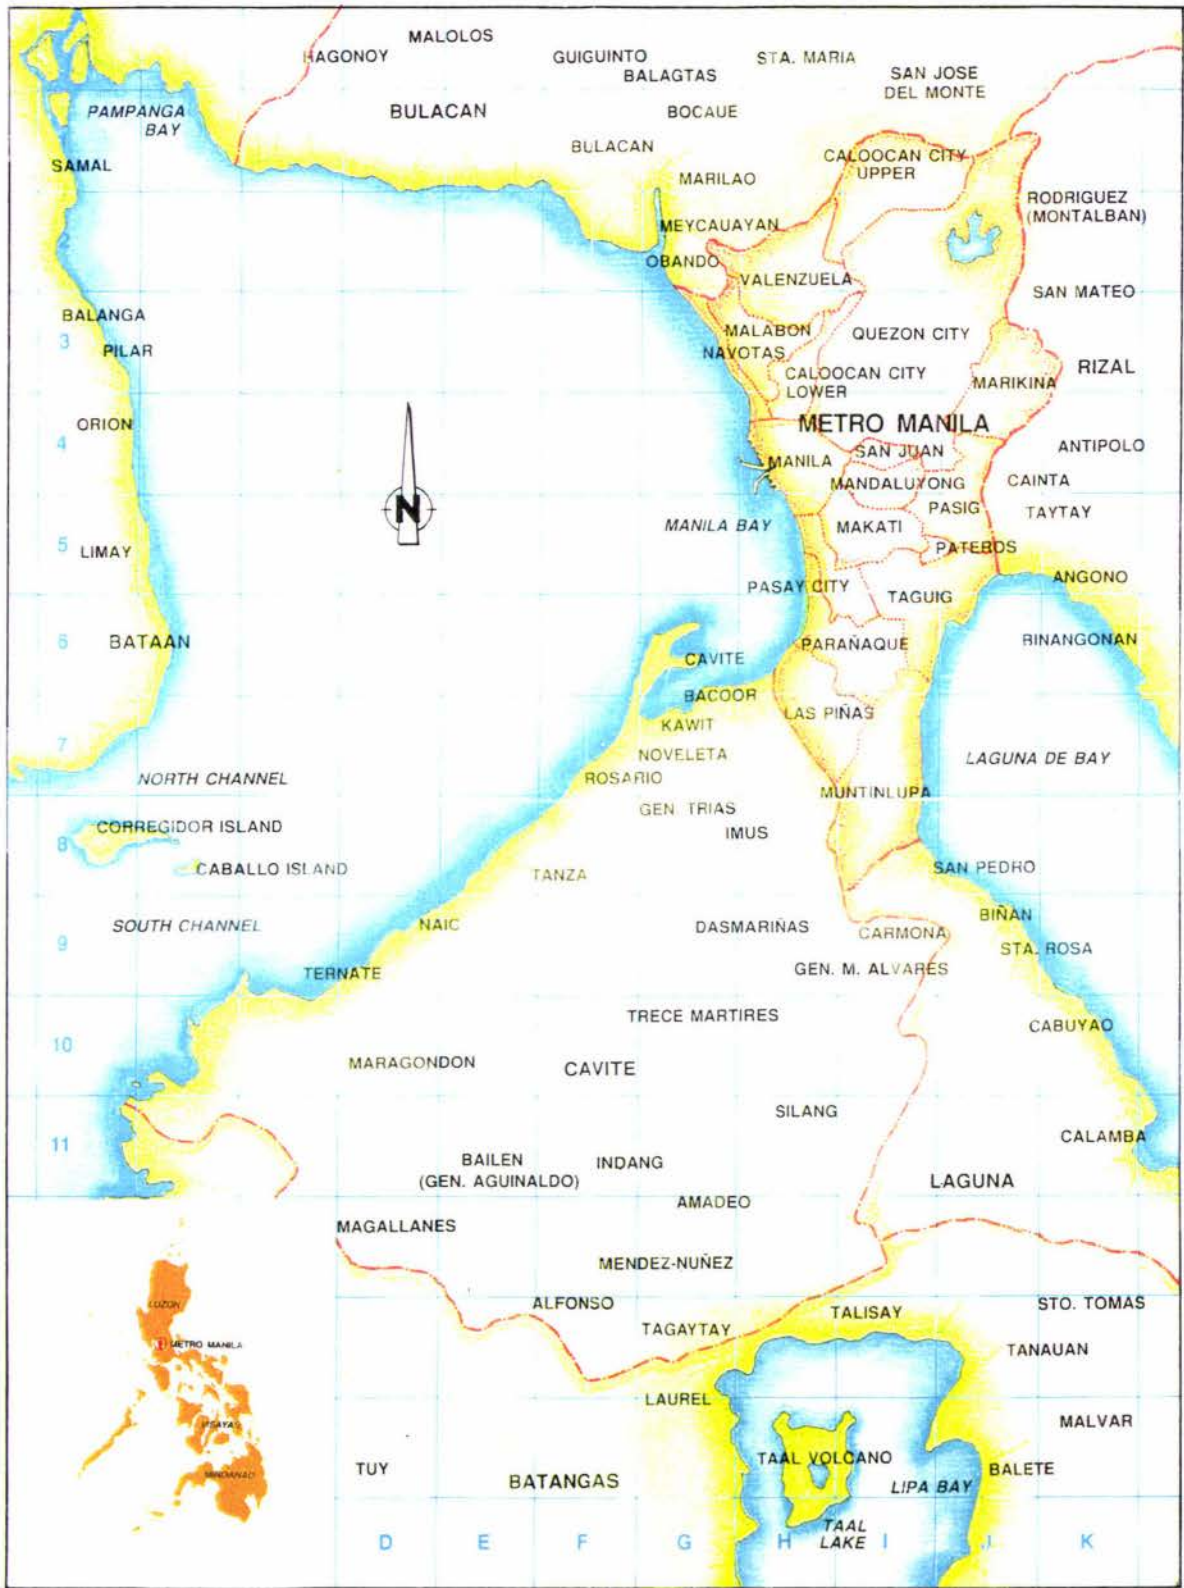 MALOLOS
HAGONOY
GUIGUINTO
STA. MARIA
BALAGTAS
SAN JOSE
DEL MONTE
PAMPANGA
BAY
BULACAN
BOCAUE
BULACAN
CALOOCAN CITY
UPPER
SAMAL
MARILAO
RODRIGUEZ
(MONTALBAN)
MEYCAUAYAN
2
OBANDO
VALENZUELA
SAN MATEO
BALANGA
3
PILAR
MALABON
NAVOTAS
QUEZON CITY
CALOOCAN CITY
LOWER
MARIKINA
RIZAL
ORION
4
METRO MANILA
SAN JUAN
ANTIPOLO
MANILA
MANDALUYONG
CAINTA
N
MANILA BAY
MAKATI
PASIG
TAYTAY
5
LIMAY
PATEROS
PASAY CITY
TAGUIG
ANGONO
6
BATAAN
PARAÑAQUE
BINANGONAN
CAVITE
BACOOR
LAS PIÑAS
KAWIT
7
NOVELETA
LAGUNA DE BAY
NORTH CHANNEL
ROSARIO
MUNTINLUPA
GEN. TRIAS
CORREGIDOR ISLAND
IMUS
8
CABALLO ISLAND
TANZA
SAN PEDRO
SOUTH CHANNEL
NAIC
DASMARIÑAS
BIÑAN
9
CARMONA
STA. ROSA
TERNATE
GEN. M. ALVARES
TRECE MARTIRES
CABUYAO
10
MARAGONDON
CAVITE
SILANG
11
CALAMBA
BAILEN
(GEN. AGUINALDO)
INDANG
LAGUNA
AMADEO
MAGALLANES
MENDEZ-NUÑEZ
ALFONSO
TALISAY
STO. TOMAS
LUZON
TAGAYTAY
METRO MANILA
TANAUAN
LAUREL
VISAYAS
MALVAR
TAAL VOLCANO
TUY
BATANGAS
BALETE
MINDANAO
LIPA BAY
TAAL
LAKE
D E F G H I J K